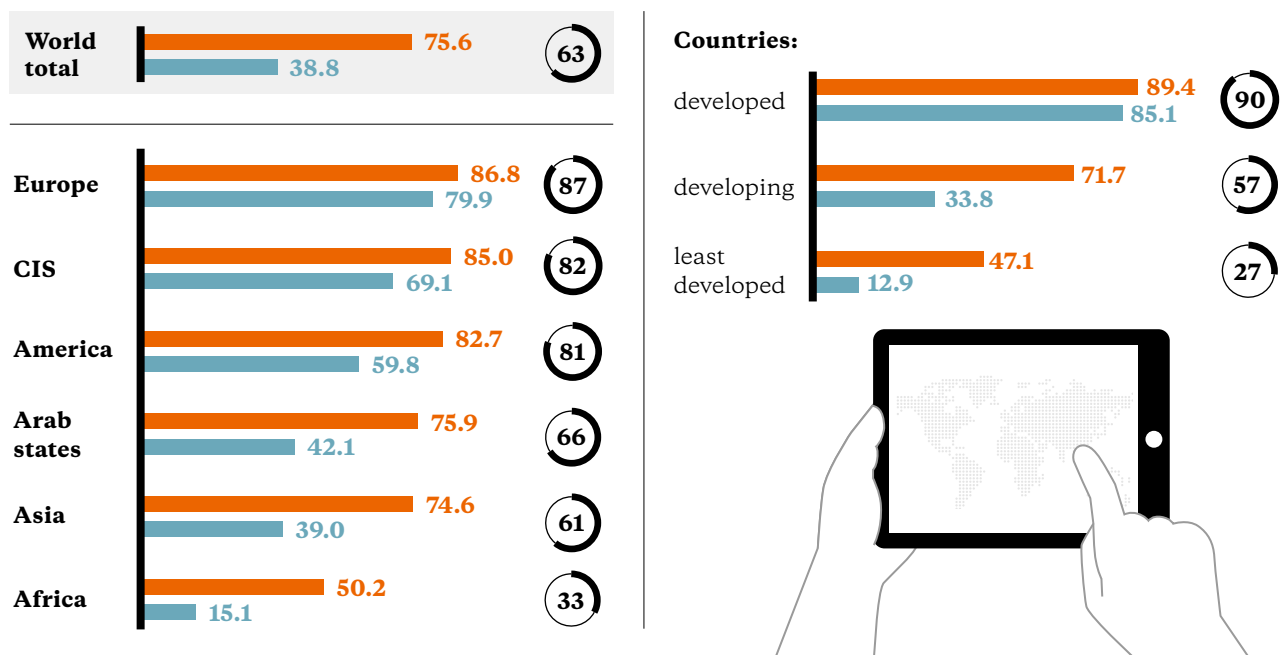 World
total
75.6
38.8
63
Europe
86.8
79.9
87
CIS
85.0
69.1
82
America
82.7
59.8
81
Arab
states
75.9
42.1
66
Asia
74.6
39.0
61
Africa
50.2
15.1
33
Countries:
developed
89.4
85.1
90
developing
71.7
33.8
57
least
developed
47.1
12.9
27